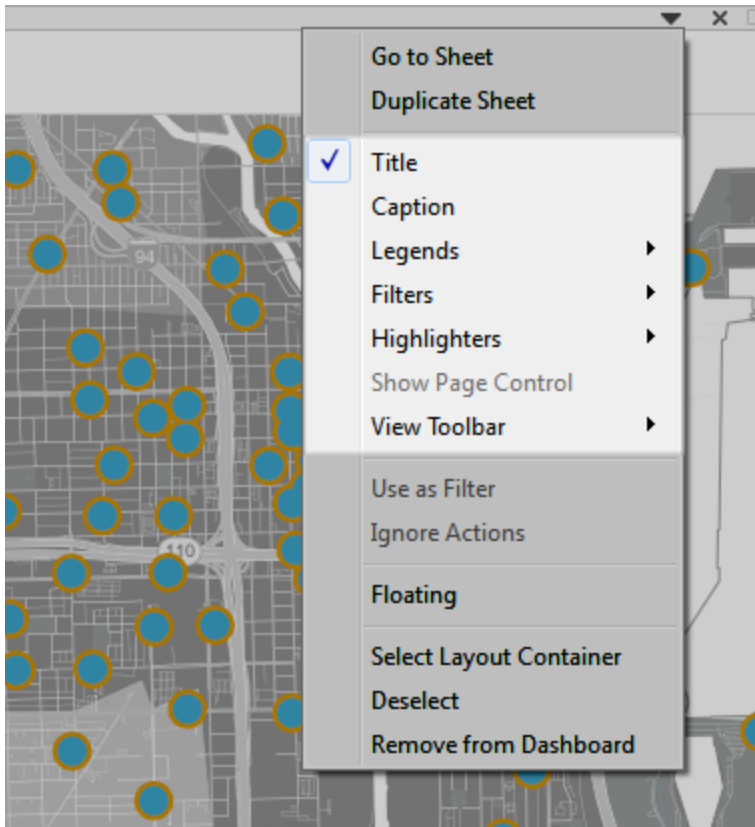 Go to Sheet
Duplicate Sheet
Title
Caption
Legends
Filters
Highlighters
Show Page Control
View Toolbar
Use as Filter
Ignore Actions
Floating
Select Layout Container
Deselect
Remove from Dashboard
94
110